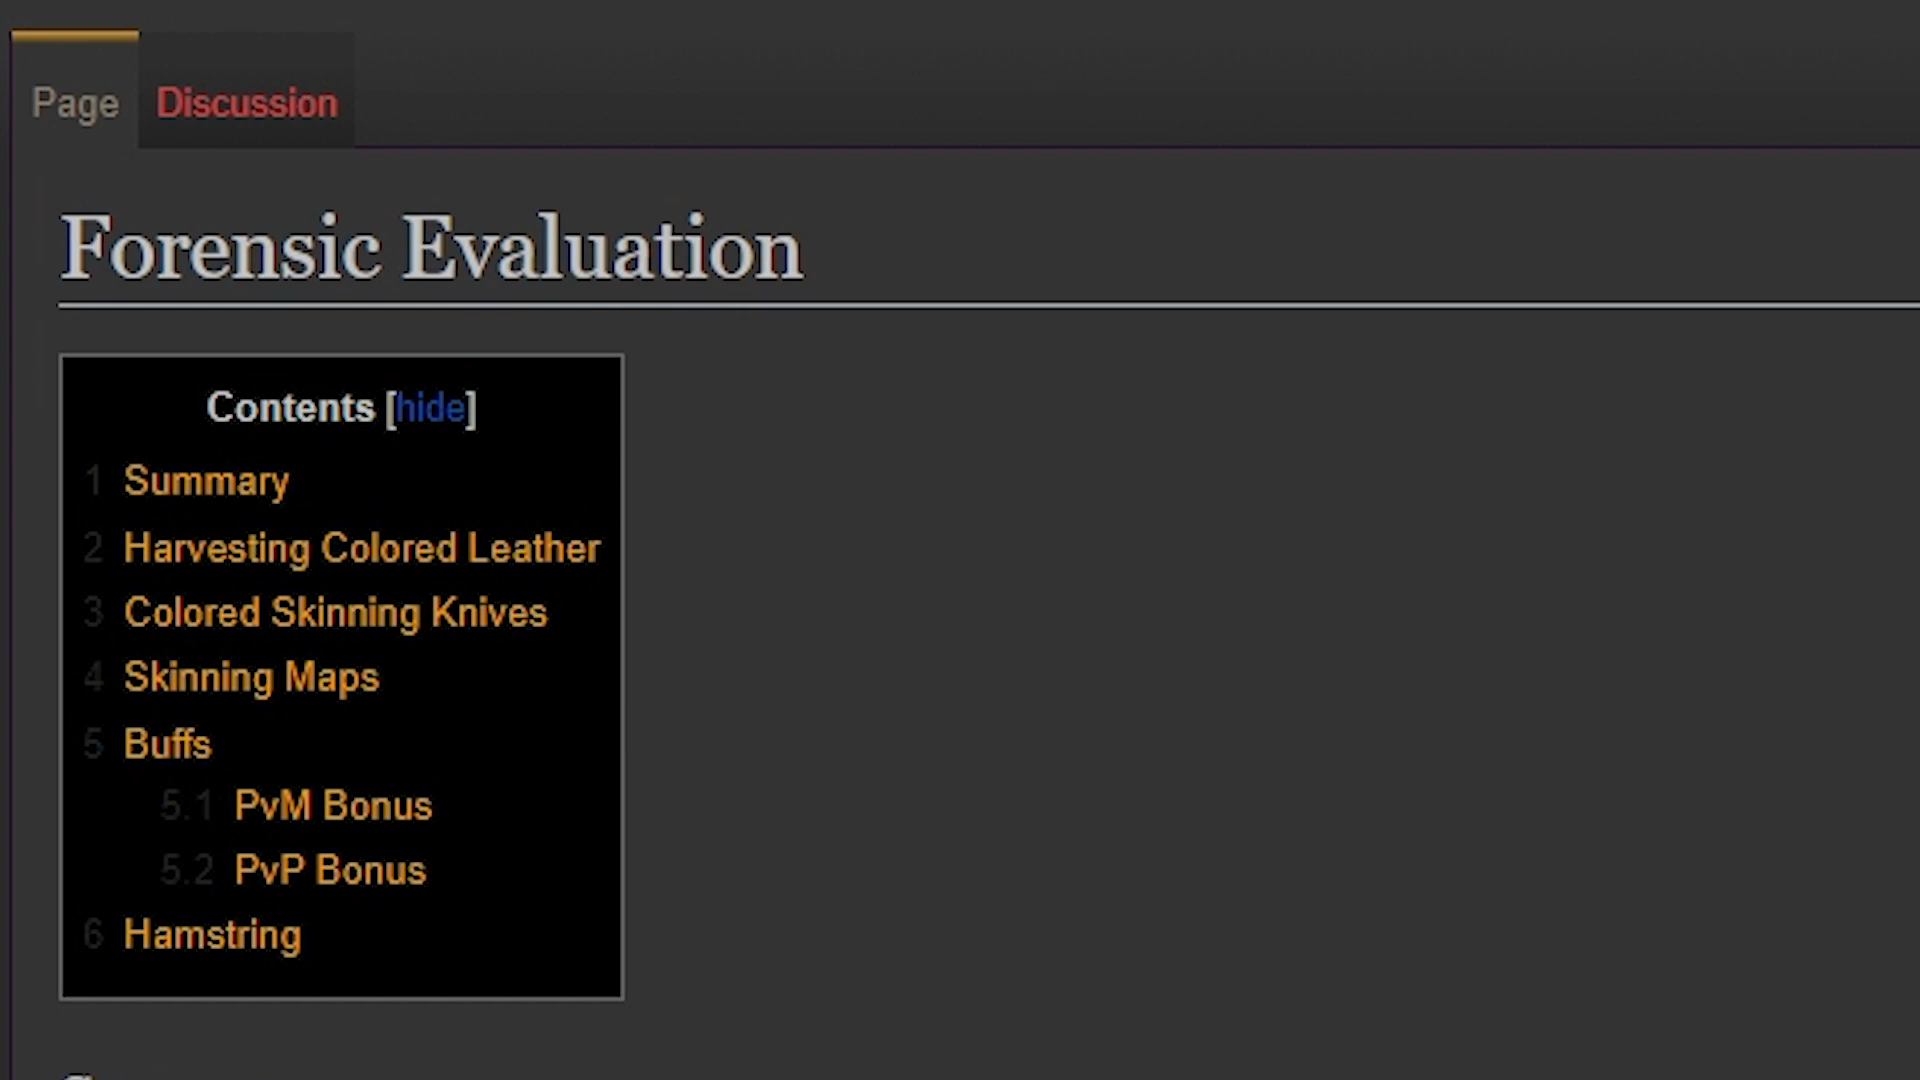 Page Discussion
Forensic Evaluation
Contents [hide]
1 Summary
2 Harvesting Colored Leather
3 Colored Skinning Knives
4 Skinning Maps
5 Buffs
5.1 PvM Bonus
5.2 PvP Bonus
6 Hamstring